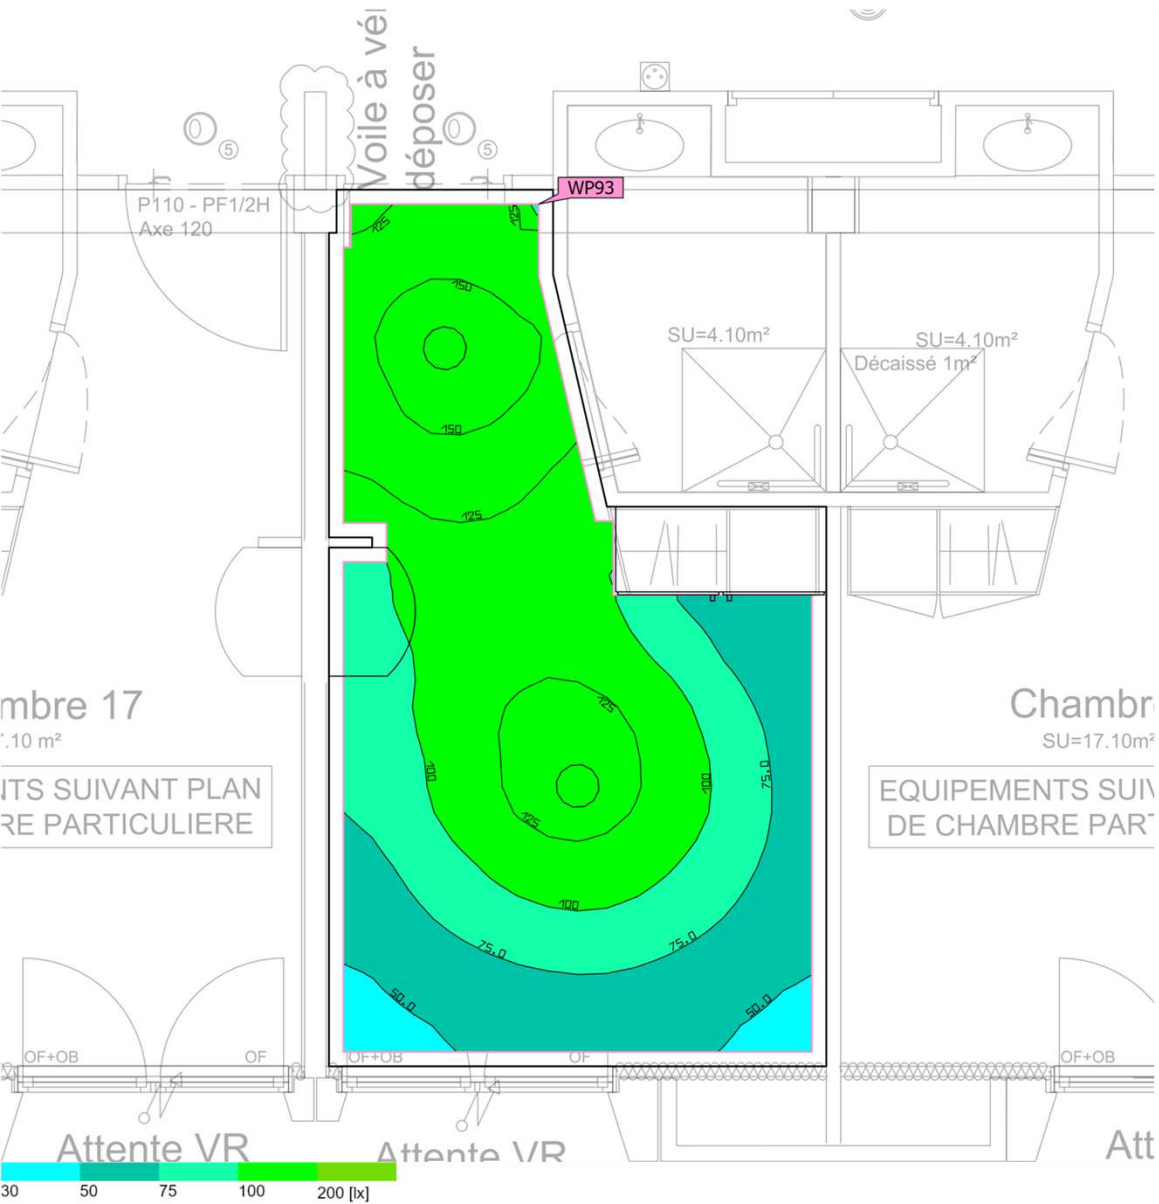 Voile à vé
déposer
5
5
WP93
P110 - PF1/2H
Axe 120
125
125
150
SU=4.10m²
SU=4.10m²
Décaissé 1m²
150
125
mbre 17
.10 m²
125
Chambr
SU=17.10m²
100
100
75.0
NTS SUIVANT PLAN
RE PARTICULIERE
EQUIPEMENTS SUIV
DE CHAMBRE PART
125
100
75.0
75.0
50.0
50.0
OF+OB
OF
OF+OB
OF
OF+OB
Attente VR
Attente VR
Att
30
50
75
100
200 [lx]